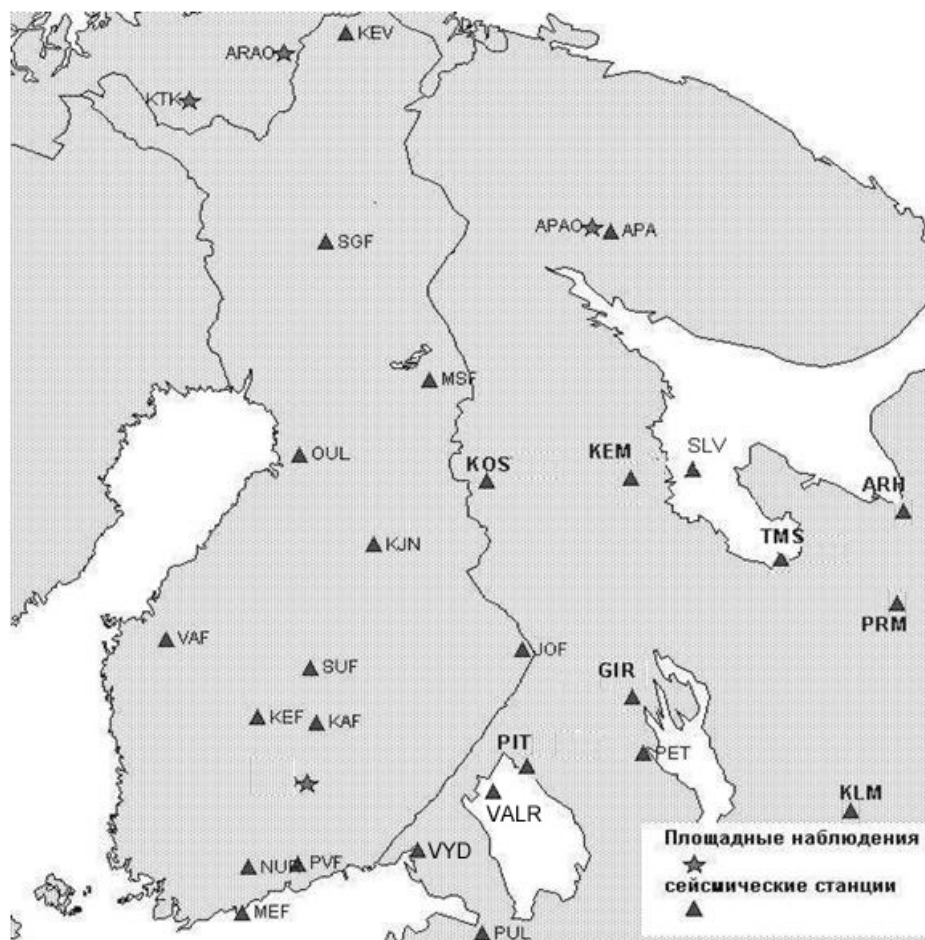 KEV
ARAO
KTK
APAO
APA
SGF
MSF
OUL
KOS
KEM
SLV
ARH
KJN
TMS
PRM
VAF
JOF
SUF
GIR
KEF
KAF
PIT
PET
VALR
KLM
VYD
NUR
PVF
MEF
PUL
Площадные наблюдения
сейсмические станции